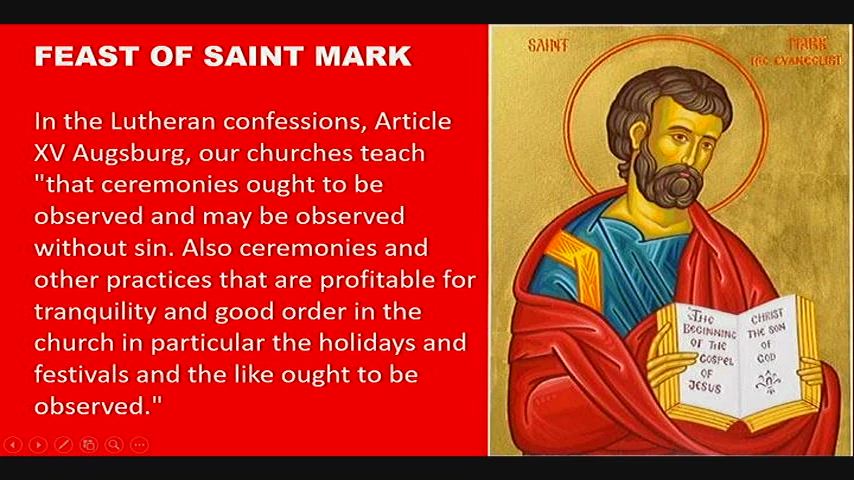 FEAST OF SAINT MARK
In the Lutheran confessions, Article
XV Augsburg, our churches teach
"that ceremonies ought to be
observed and may be observed
without sin. Also ceremonies and
other practices that are profitable for
tranquility and good order in the
church in particular the holidays and
festivals and the like ought to be
observed."
SAINT
MARK
THE EVANGELIST
THE
BEGINNING
OF THE
GOSPEL
OF
JESUS
CHRIST
THE SON
OF
GOD